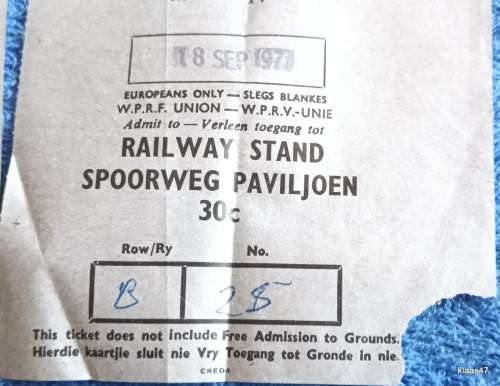 18 SEP 1971
EUROPEANS ONLY — SLEGS BLANKES
W.P.R.F. UNION — W.P.R.V.-UNIE
Admit to — Verleen toegang tot
RAILWAY STAND
SPOORWEG PAVILJOEN
30c
Row/Ry No.
B 25
This ticket does not include Free Admission to Grounds.
Hierdie kaartjie sluit nie Vry Toegang tot Gronde in nie.
CREDA
klaas47